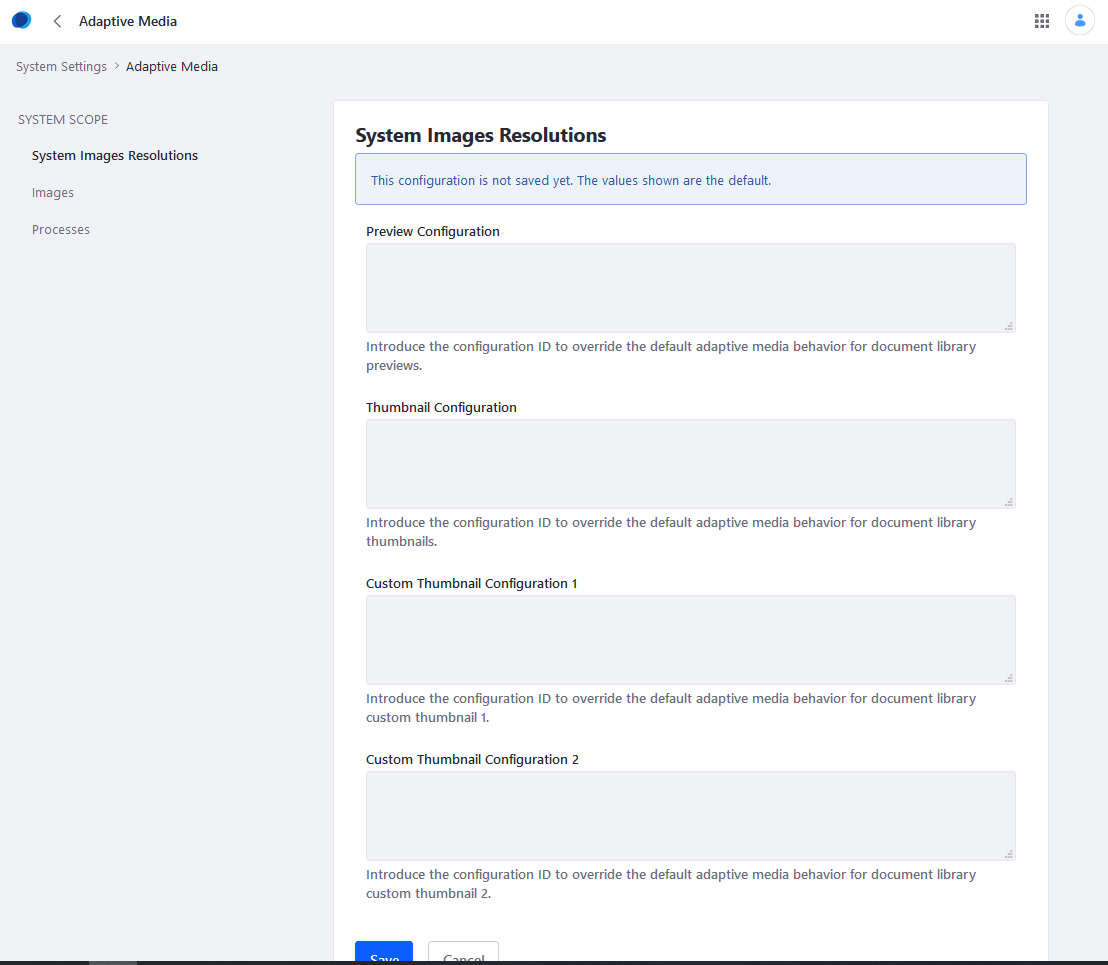 Adaptive Media
System Settings > Adaptive Media
SYSTEM SCOPE
System Images Resolutions
Images
Processes
System Images Resolutions
This configuration is not saved yet. The values shown are the default.
Preview Configuration
Introduce the configuration ID to override the default adaptive media behavior for document library
previews.
Thumbnail Configuration
Introduce the configuration ID to override the default adaptive media behavior for document library
thumbnails.
Custom Thumbnail Configuration 1
Introduce the configuration ID to override the default adaptive media behavior for document library
custom thumbnail 1.
Custom Thumbnail Configuration 2
Introduce the configuration ID to override the default adaptive media behavior for document library
custom thumbnail 2.
Save Cancel